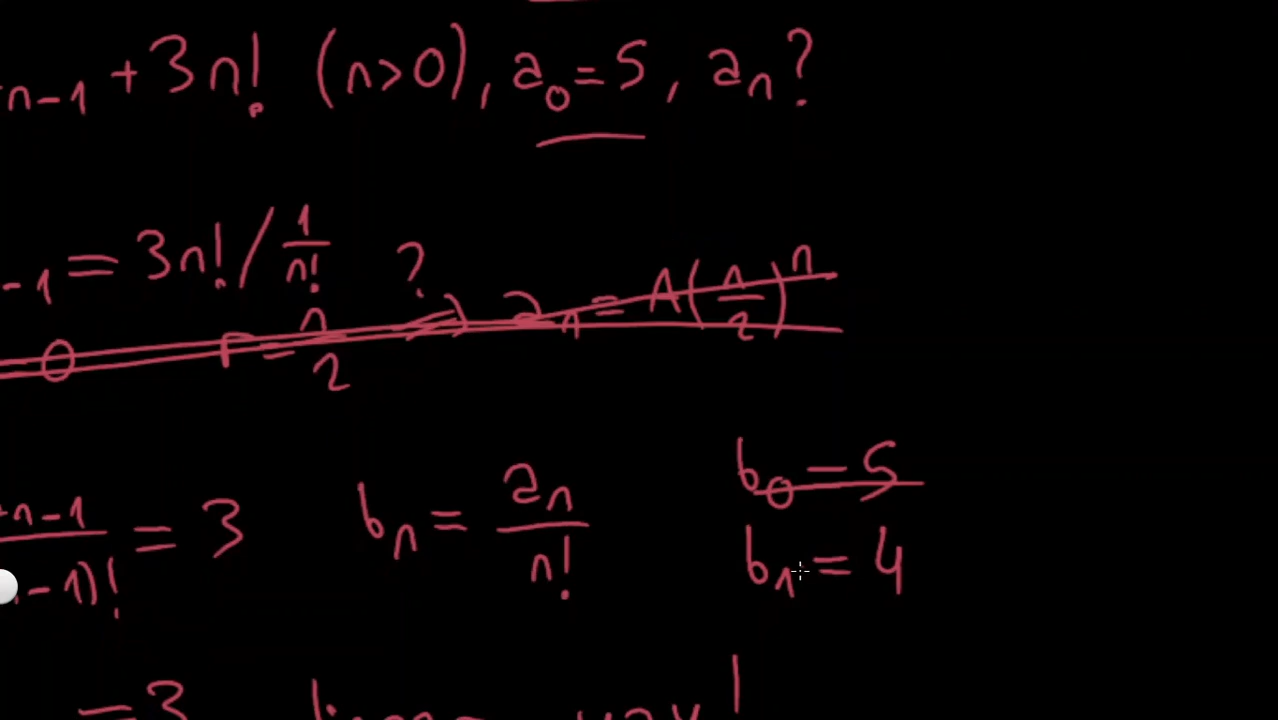 n-1 + 3n! (n>0), a₀=5, aₙ?
-1 = 3n! / 1/n! ?
= 0 r = n/2 ⇒ aₙ = A(n/2)ⁿ
n-1 / -1)! = 3 bₙ = aₙ/n! b₀ = 5
b₁ = 4
= 3